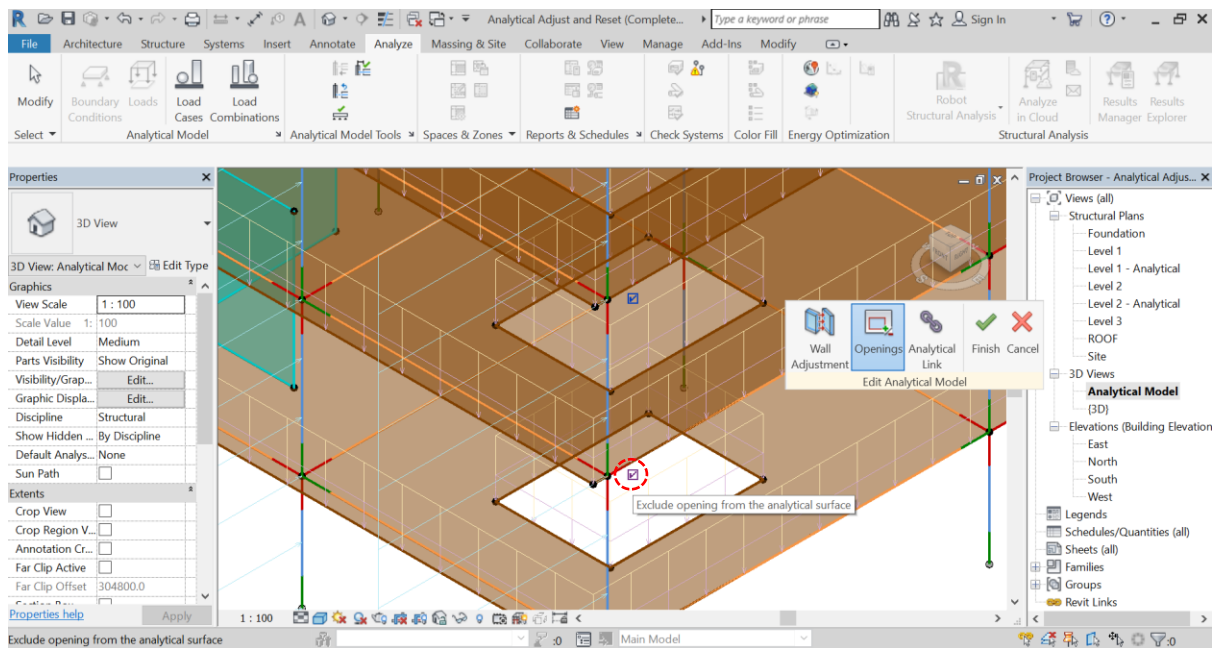 Analytical Adjust and Reset (Complete...
Type a keyword or phrase
Sign In
File Architecture Structure Systems Insert Annotate Analyze Massing & Site Collaborate View Manage Add-Ins Modify
Modify
Boundary Conditions
Loads
Load Cases
Load Combinations
Robot Structural Analysis
Analyze in Cloud
Results Manager
Results Explorer
Select
Analytical Model
Analytical Model Tools
Spaces & Zones
Reports & Schedules
Check Systems
Color Fill
Energy Optimization
Structural Analysis
Properties
3D View
3D View: Analytical Moc
Edit Type
Graphics
View Scale 1 : 100
Scale Value 1: 100
Detail Level Medium
Parts Visibility Show Original
Visibility/Grap... Edit...
Graphic Displa... Edit...
Discipline Structural
Show Hidden ... By Discipline
Default Analys... None
Sun Path
Extents
Crop View
Crop Region V...
Annotation Cr...
Far Clip Active
Far Clip Offset 304800.0
Properties help
Apply
Wall Adjustment
Openings
Analytical Link
Finish
Cancel
Edit Analytical Model
Exclude opening from the analytical surface
Project Browser - Analytical Adjus...
Views (all)
Structural Plans
Foundation
Level 1
Level 1 - Analytical
Level 2
Level 2 - Analytical
Level 3
ROOF
Site
3D Views
Analytical Model
(3D)
Elevations (Building Elevation
East
North
South
West
Legends
Schedules/Quantities (all)
Sheets (all)
Families
Groups
Revit Links
1 : 100
Exclude opening from the analytical surface
:0
Main Model
:0